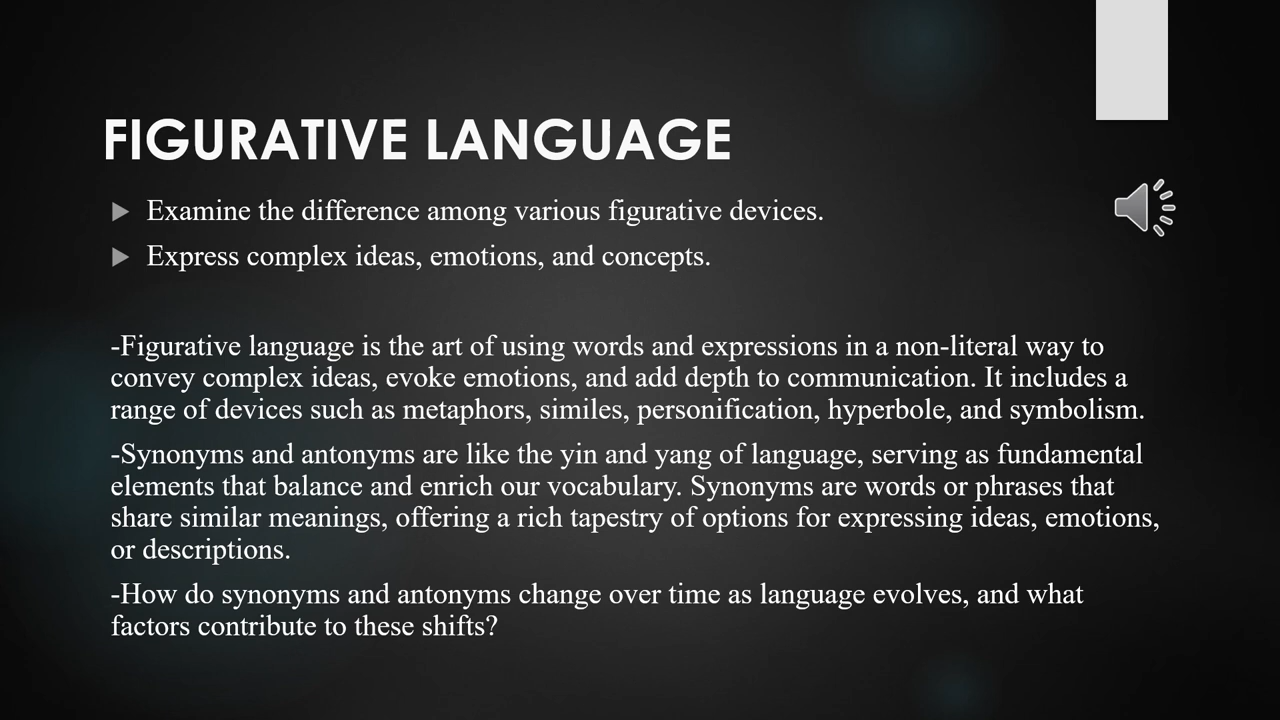 FIGURATIVE LANGUAGE
Examine the difference among various figurative devices.
Express complex ideas, emotions, and concepts.
-Figurative language is the art of using words and expressions in a non-literal way to
convey complex ideas, evoke emotions, and add depth to communication. It includes a
range of devices such as metaphors, similes, personification, hyperbole, and symbolism.
-Synonyms and antonyms are like the yin and yang of language, serving as fundamental
elements that balance and enrich our vocabulary. Synonyms are words or phrases that
share similar meanings, offering a rich tapestry of options for expressing ideas, emotions,
or descriptions.
-How do synonyms and antonyms change over time as language evolves, and what
factors contribute to these shifts?